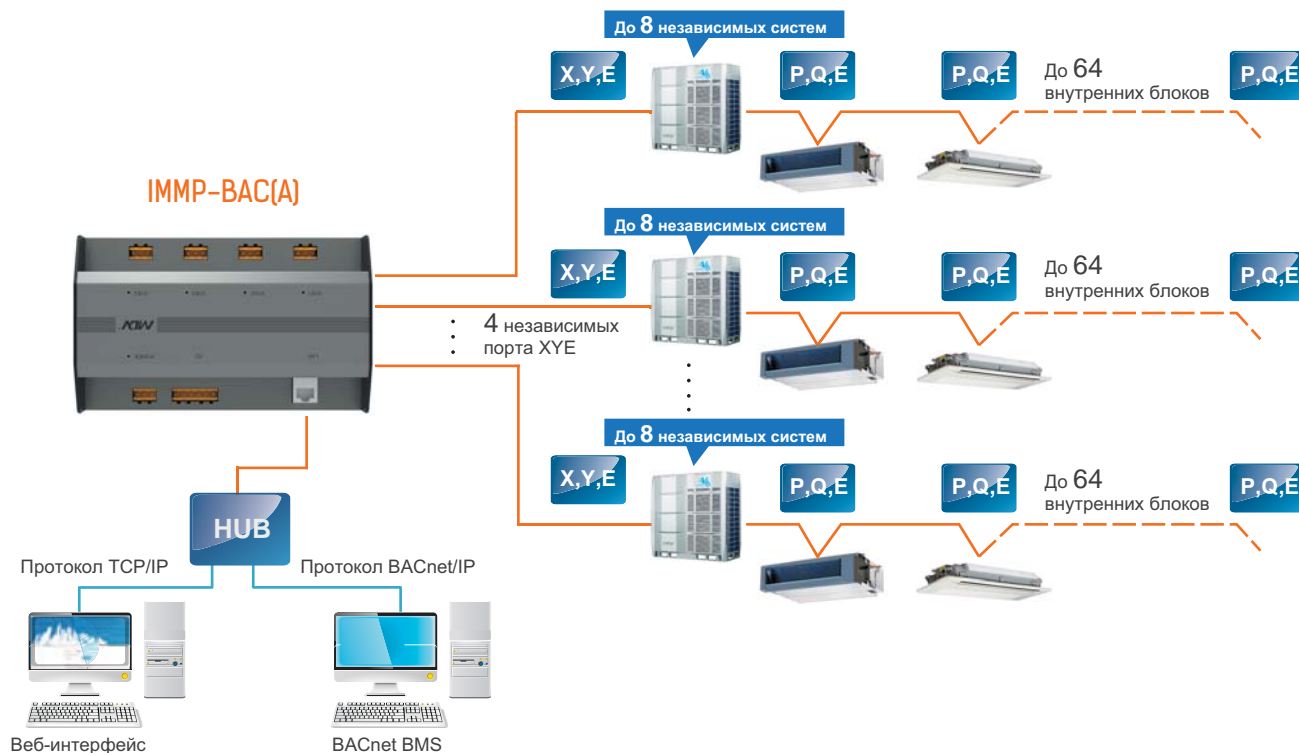 До 8 независимых систем
X,Y,E
P,Q,E
P,Q,E
До 64
внутренних блоков
P,Q,E
IMMP-BAC(A)
До 8 независимых систем
X,Y,E
P,Q,E
P,Q,E
До 64
внутренних блоков
P,Q,E
MDV
4 независимых
порта XYE
До 8 независимых систем
X,Y,E
P,Q,E
P,Q,E
До 64
внутренних блоков
P,Q,E
HUB
Протокол TCP/IP
Протокол BACnet/IP
Веб-интерфейс
BACnet BMS